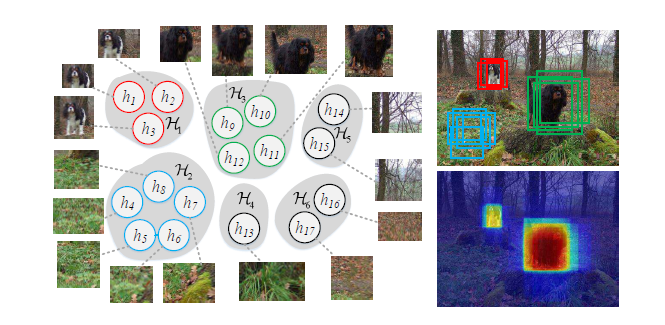 h₁ h₂
h₃ ℋ₁
ℋ₃
h₉ h₁₀
h₁₂ h₁₁
h₁₄
h₁₅ ℋ₅
ℋ₂
h₈
h₄ h₇
h₅ h₆
ℋ₄
h₁₃
ℋ₆ h₁₆
h₁₇